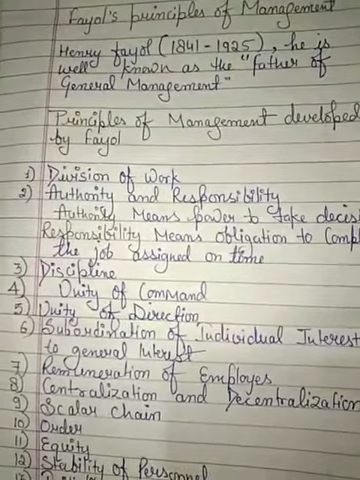 Fayol's principles of Management
Henry fayol (1841-1925), he is
well known as the "father of
General Management"
Principles of Management developed
by Fayol
1) Division of Work
2) Authority and Responsibility
Authority Means power to take decisi
Responsibility Means obligation to Compl
the job assigned on time
3) Discipline
4) Unity of Command
5) Unity of Direction
6) Subordination of Individual Interest
to general Interest
7) Remuneration of Employes
8) Centralization and Decentralization
9) Scalar Chain
10) Order
11) Equity
12) Stability of Personnel